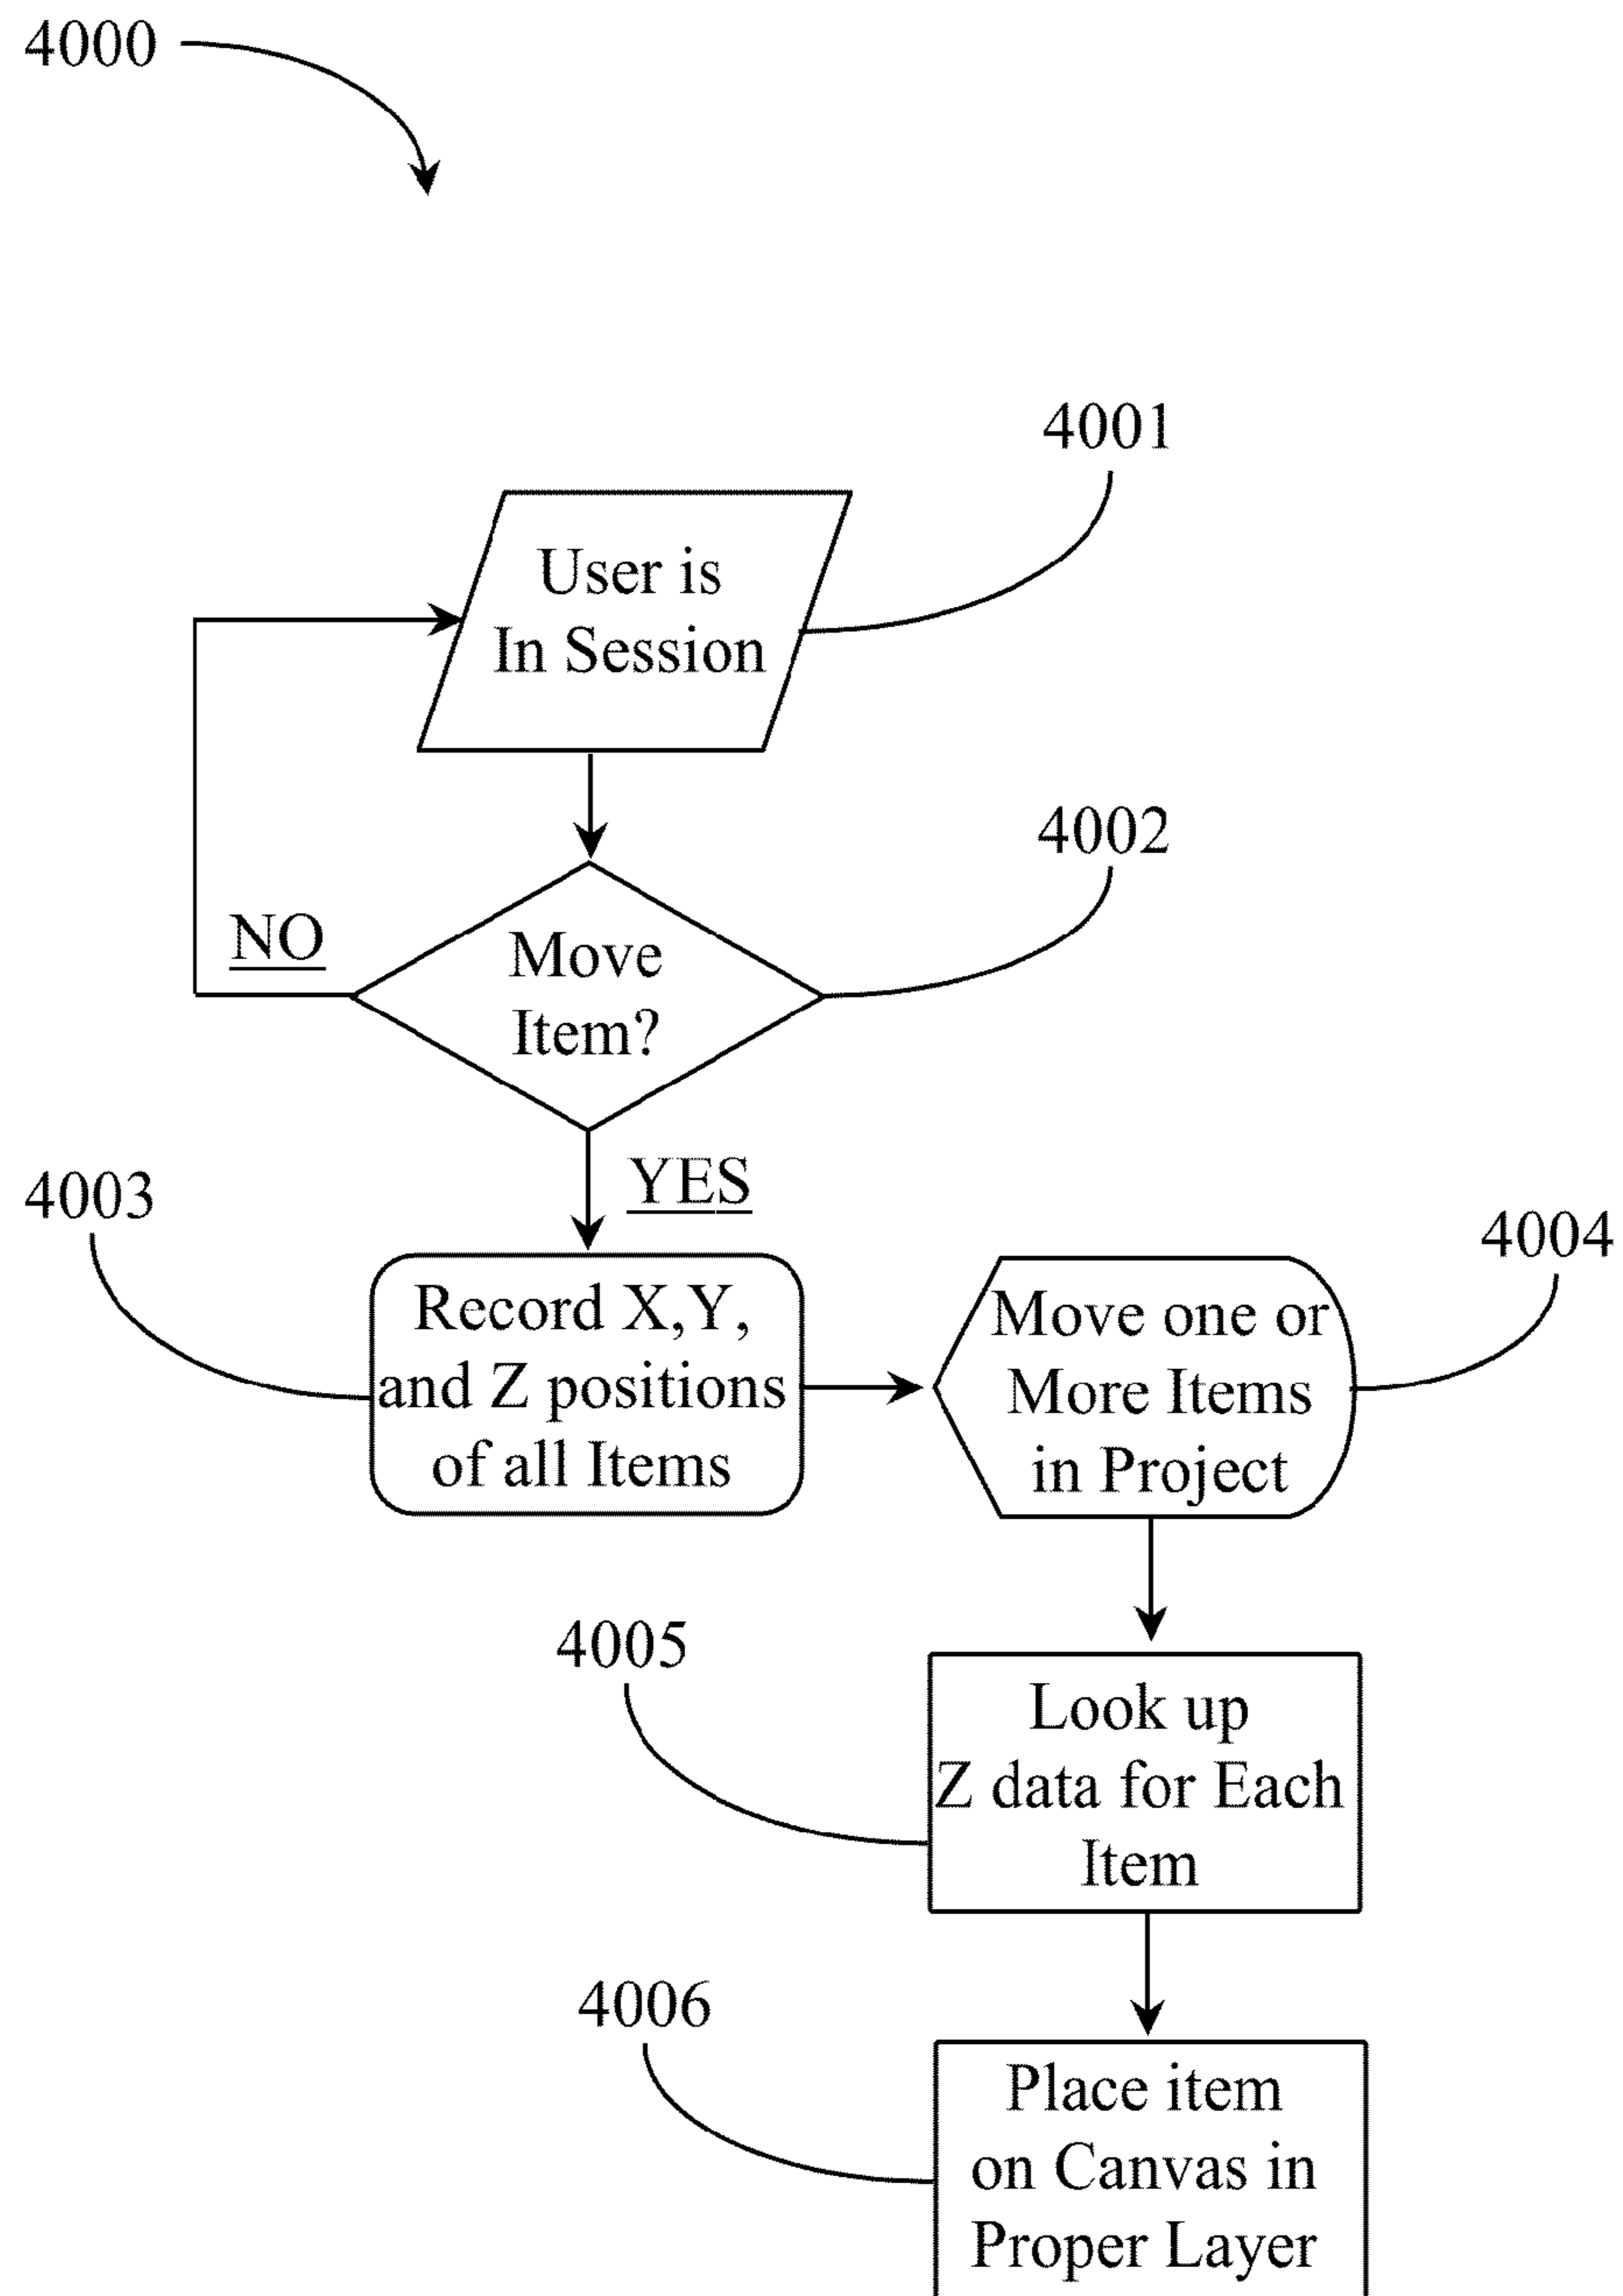 4000
4001
User is
In Session
4002
NO
Move
Item?
YES
4003
4004
Record X,Y,
and Z positions
of all Items
Move one or
More Items
in Project
4005
Look up
Z data for Each
Item
4006
Place item
on Canvas in
Proper Layer